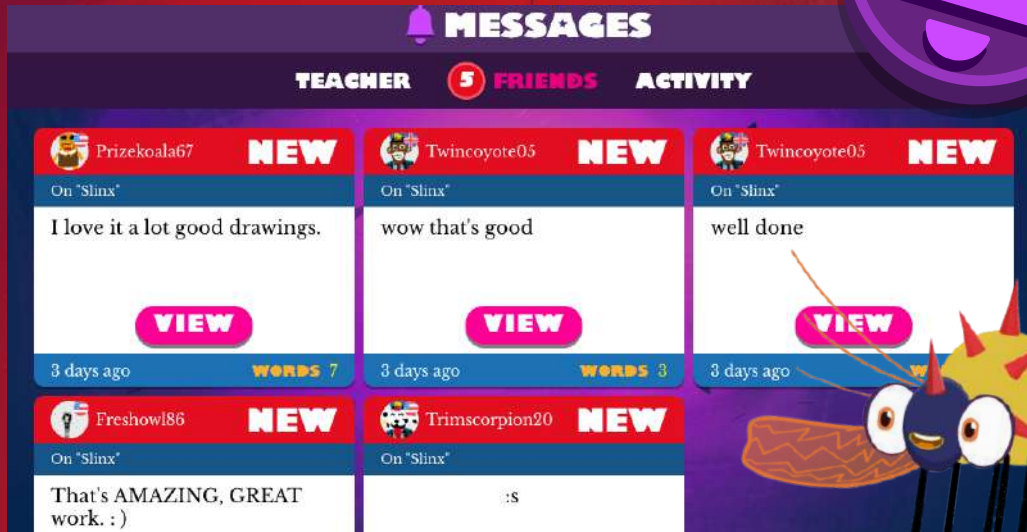 MESSAGES
TEACHER 5 FRIENDS ACTIVITY
Prizekoala67 NEW
On "Slinx"
I love it a lot good drawings.
VIEW
3 days ago WORDS 7
Twincoyote05 NEW
On "Slinx"
wow that's good
VIEW
3 days ago WORDS 3
Twincoyote05 NEW
On "Slinx"
well done
VIEW
3 days ago
Freshowl86 NEW
On "Slinx"
That's AMAZING, GREAT
work. : )
Trimscorpion20 NEW
On "Slinx"
:s